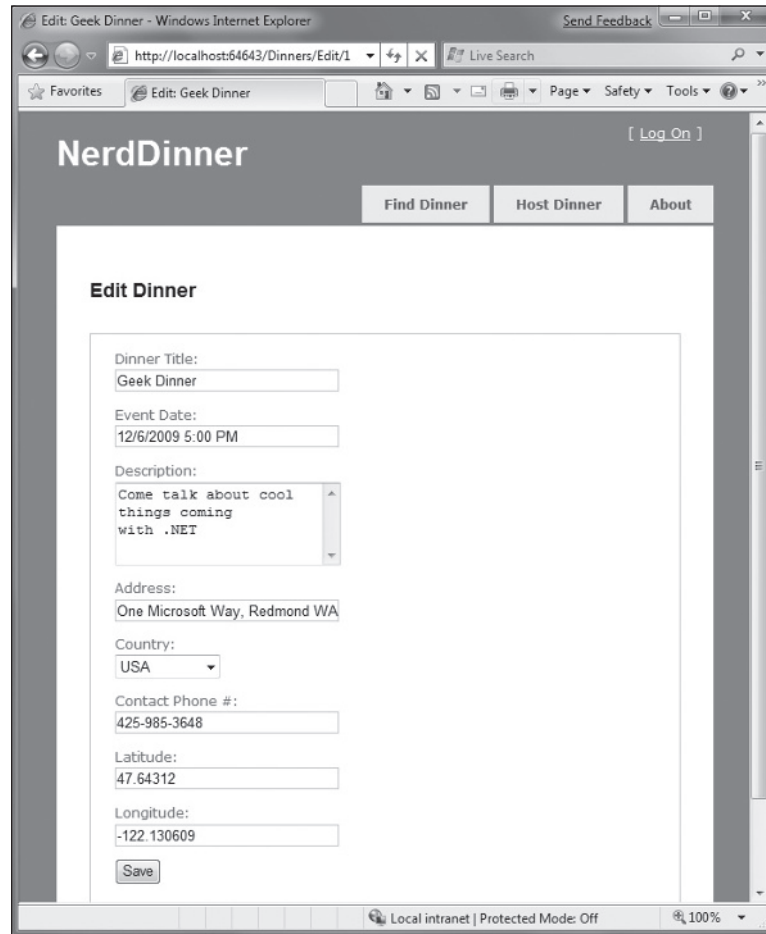 Edit: Geek Dinner - Windows Internet Explorer
Send Feedback
http://localhost:64643/Dinners/Edit/1
Live Search
Favorites
Edit: Geek Dinner
Page
Safety
Tools
[ Log On ]
NerdDinner
Find Dinner
Host Dinner
About
Edit Dinner
Dinner Title:
Geek Dinner
Event Date:
12/6/2009 5:00 PM
Description:
Come talk about cool
things coming
with .NET
Address:
One Microsoft Way, Redmond WA
Country:
USA
Contact Phone #:
425-985-3648
Latitude:
47.64312
Longitude:
-122.130609
Save
Local intranet | Protected Mode: Off
100%